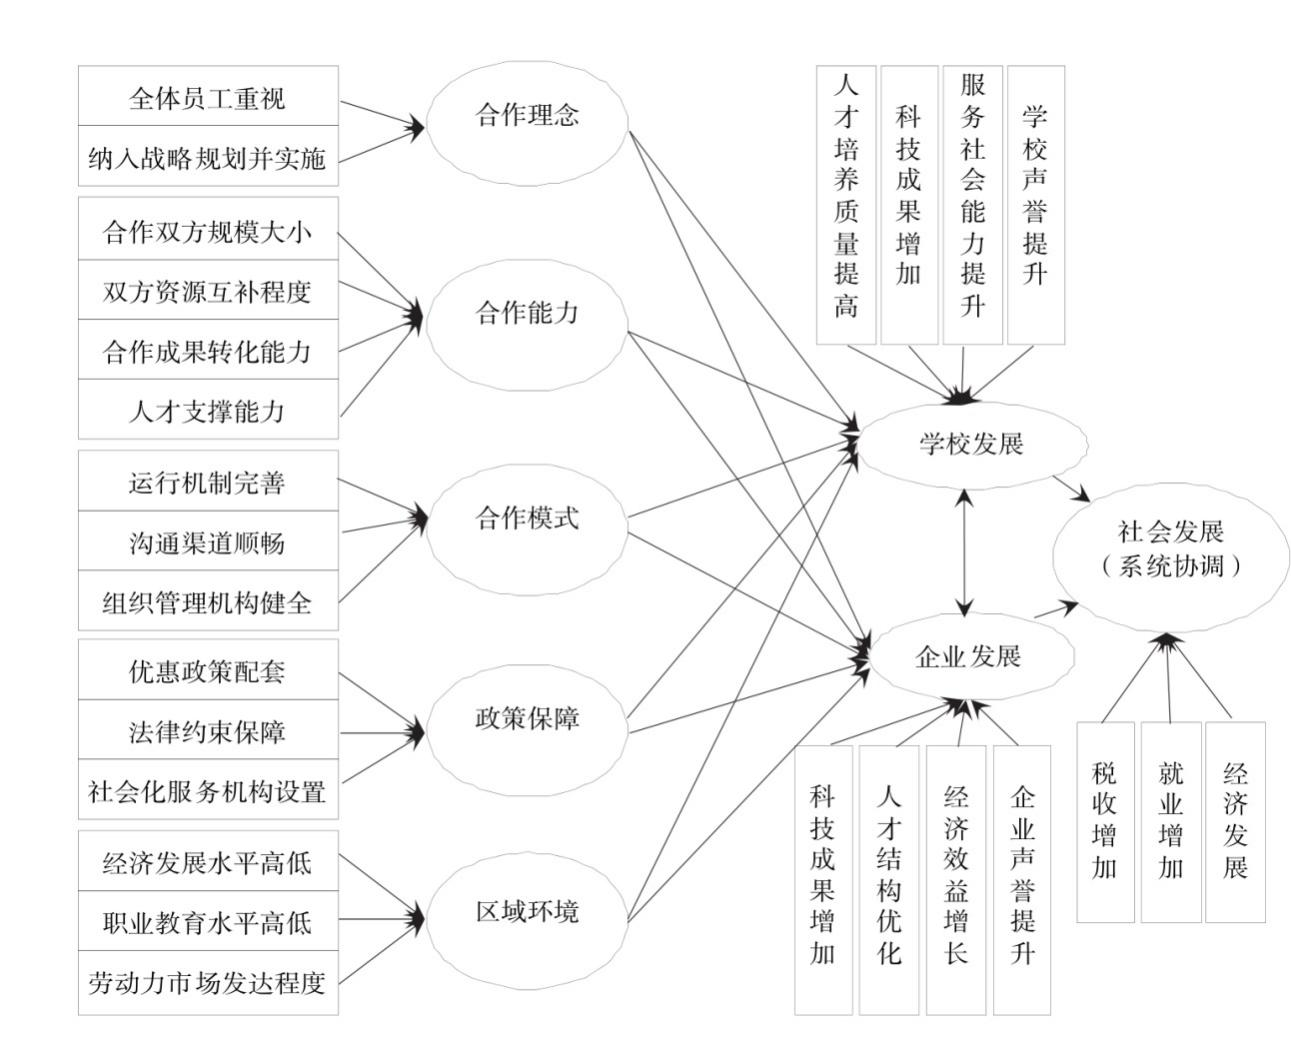 全体员工重视
纳入战略规划并实施
合作双方规模大小
双方资源互补程度
合作成果转化能力
人才支撑能力
运行机制完善
沟通渠道顺畅
组织管理机构健全
优惠政策配套
法律约束保障
社会化服务机构设置
经济发展水平高低
职业教育水平高低
劳动力市场发达程度
合作理念
合作能力
合作模式
政策保障
区域环境
人才培养质量提高
科技成果增加
服务社会能力提升
学校声誉提升
学校发展
企业发展
科技成果增加
人才结构优化
经济效益增长
企业声誉提升
社会发展
（系统协调）
税收增加
就业增加
经济发展